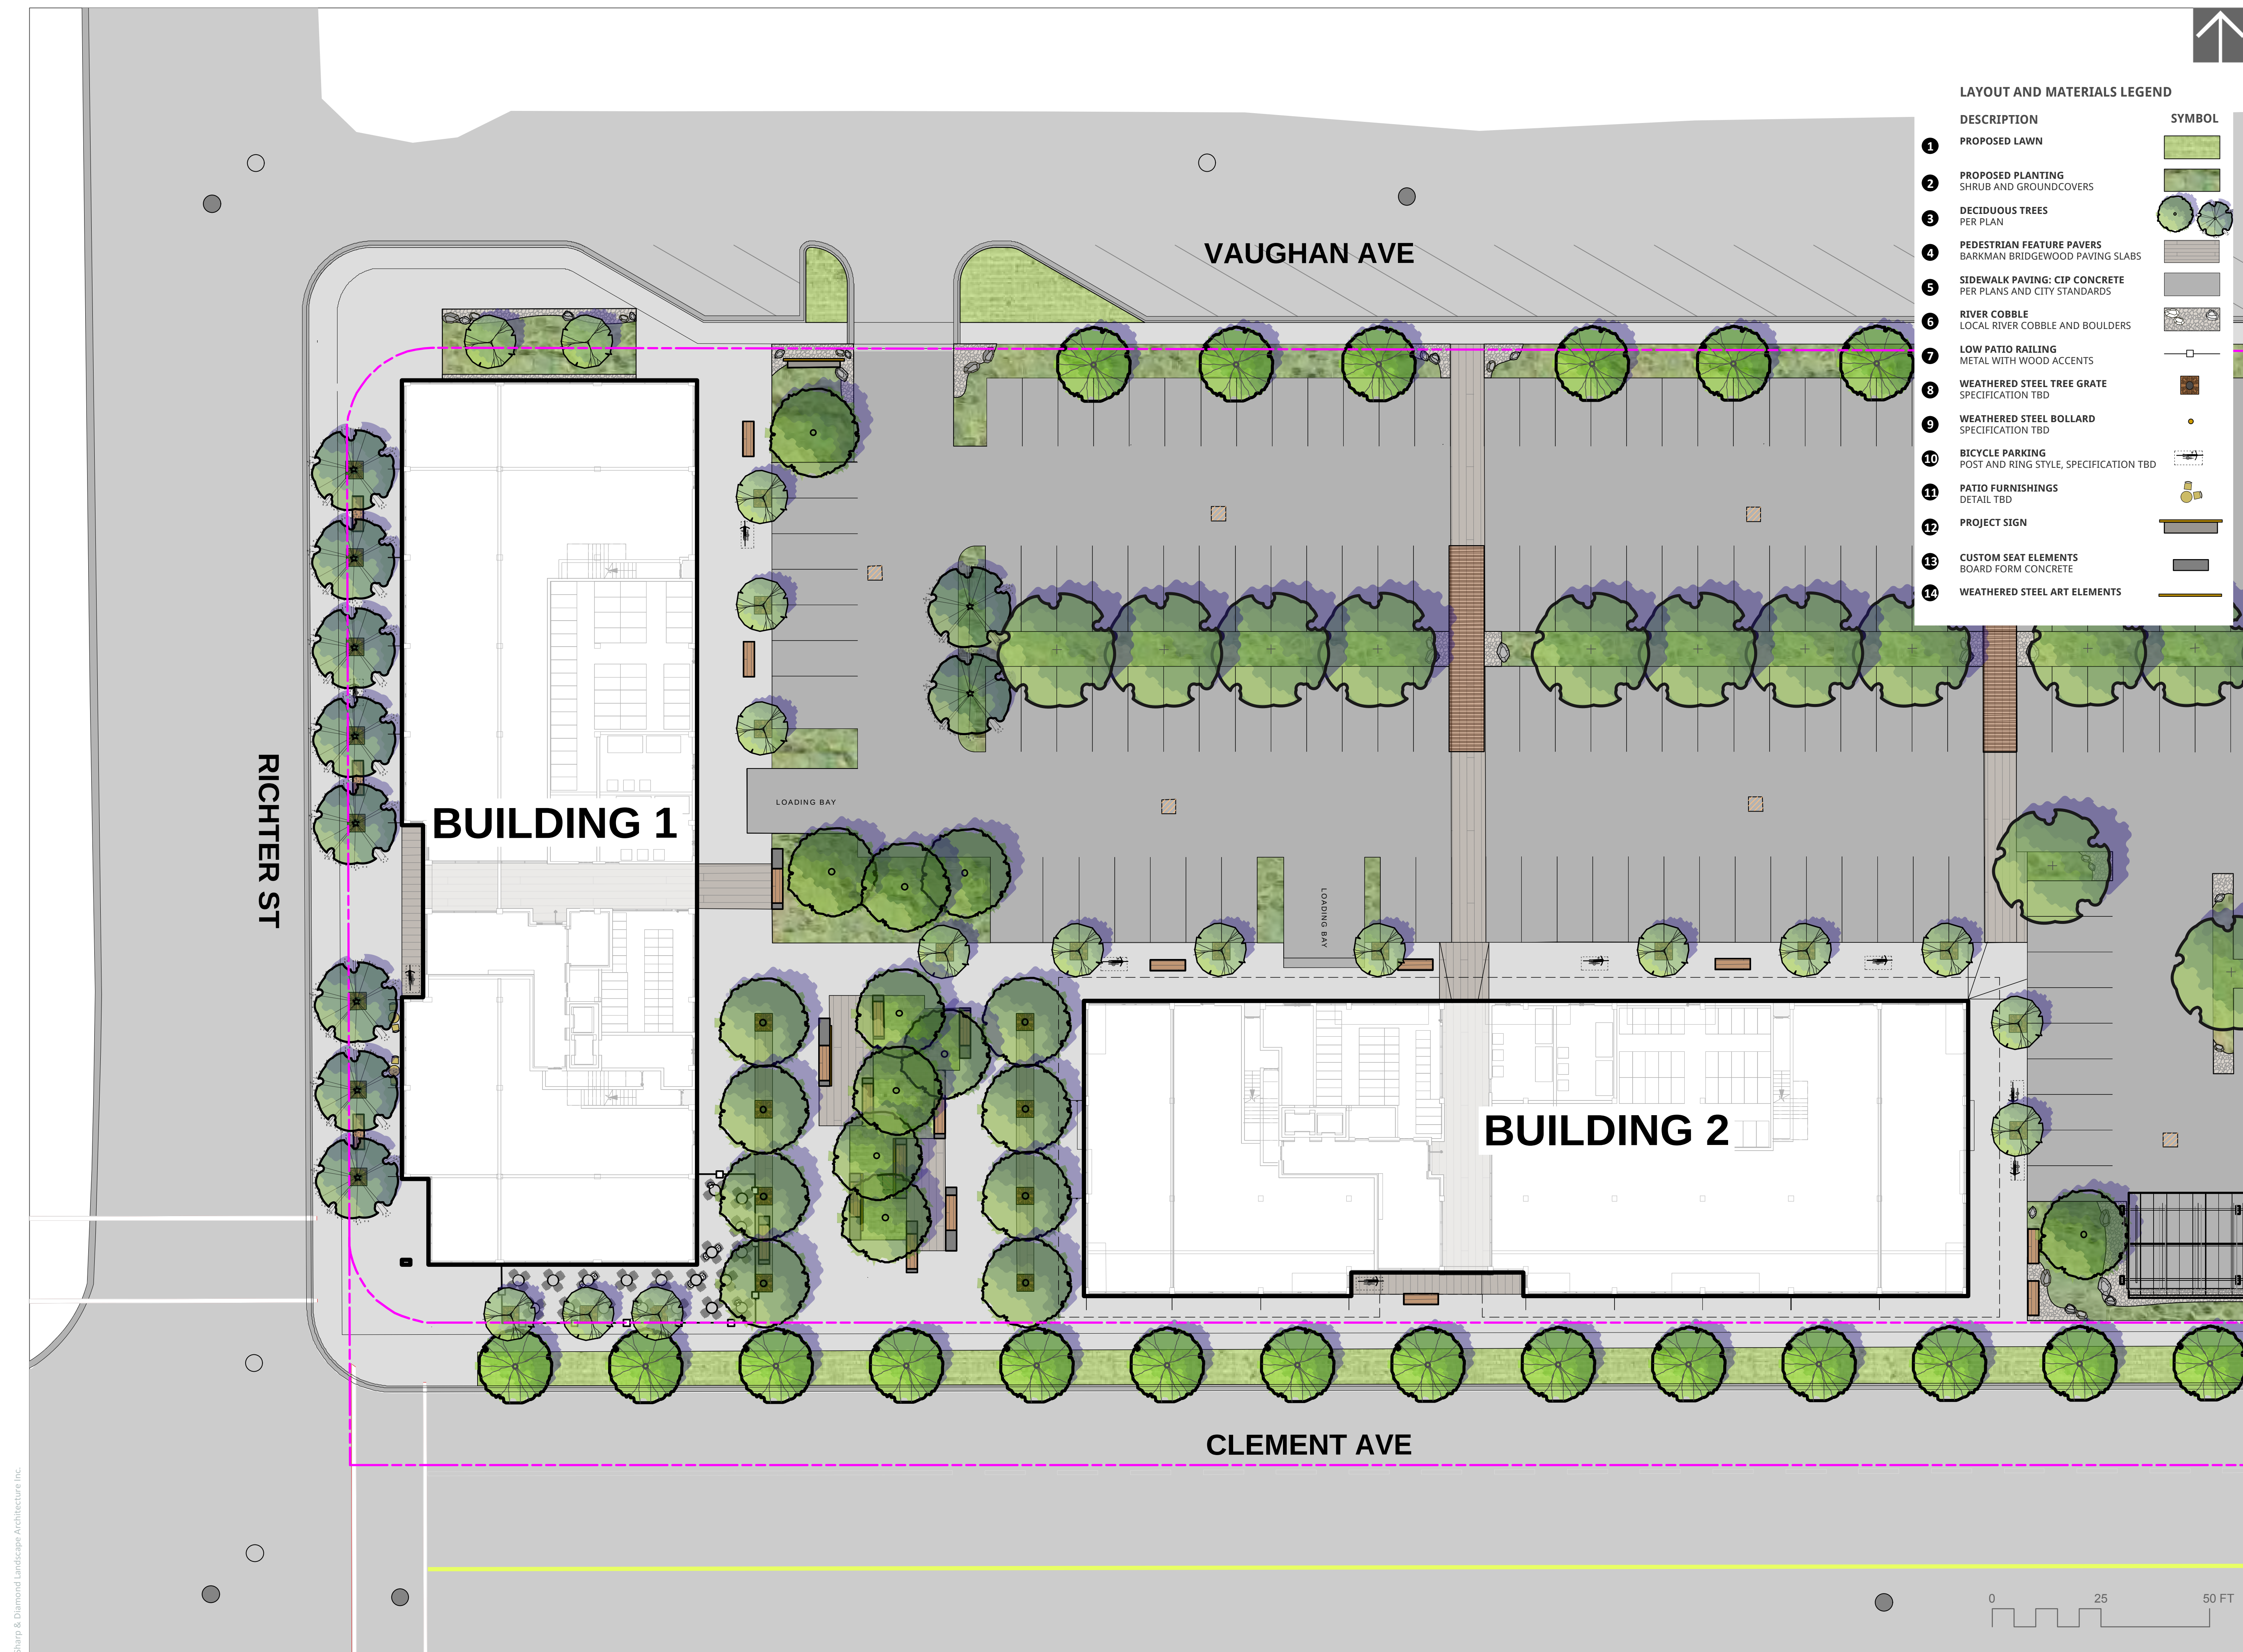 LAYOUT AND MATERIALS LEGEND
DESCRIPTION
SYMBOL
1 PROPOSED LAWN
2 PROPOSED PLANTING
SHRUB AND GROUNDCOVERS
3 DECIDUOUS TREES
PER PLAN
4 PEDESTRIAN FEATURE PAVERS
BARKMAN BRIDGEWOOD PAVING SLABS
5 SIDEWALK PAVING: CIP CONCRETE
PER PLANS AND CITY STANDARDS
6 RIVER COBBLE
LOCAL RIVER COBBLE AND BOULDERS
7 LOW PATIO RAILING
METAL WITH WOOD ACCENTS
8 WEATHERED STEEL TREE GRATE
SPECIFICATION TBD
9 WEATHERED STEEL BOLLARD
SPECIFICATION TBD
10 BICYCLE PARKING
POST AND RING STYLE, SPECIFICATION TBD
11 PATIO FURNISHINGS
DETAIL TBD
12 PROJECT SIGN
13 CUSTOM SEAT ELEMENTS
BOARD FORM CONCRETE
14 WEATHERED STEEL ART ELEMENTS
VAUGHAN AVE
RICHTER ST
LOADING BAY
BUILDING 1
LOADING BAY
BUILDING 2
CLEMENT AVE
Sharp & Diamond Landscape Architecture Inc.
0 25 50 FT